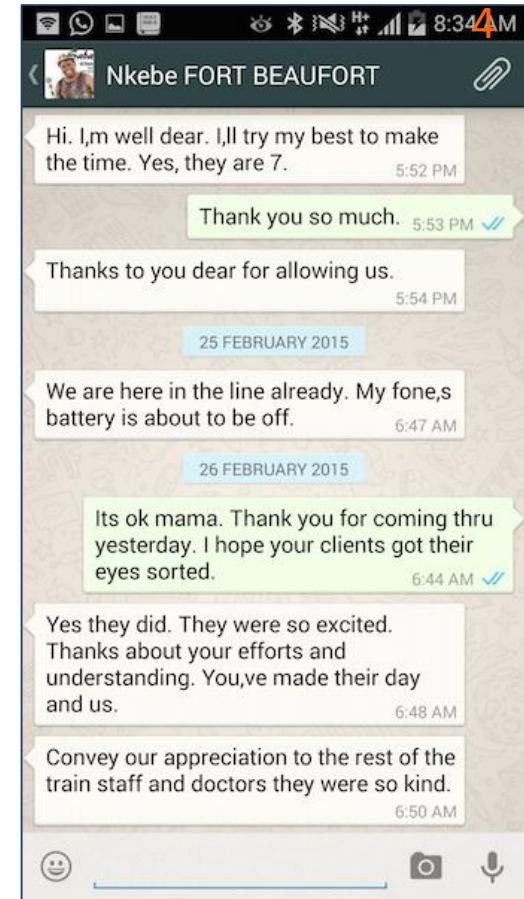 8:34 AM
4
Nkebe FORT BEAUFORT
Hi. I,m well dear. I,ll try my best to make
the time. Yes, they are 7.
5:52 PM
Thank you so much.
5:53 PM
Thanks to you dear for allowing us.
5:54 PM
25 FEBRUARY 2015
We are here in the line already. My fone,s
battery is about to be off.
6:47 AM
26 FEBRUARY 2015
Its ok mama. Thank you for coming thru
yesterday. I hope your clients got their
eyes sorted.
6:44 AM
Yes they did. They were so excited.
Thanks about your efforts and
understanding. You,ve made their day
and us.
6:48 AM
Convey our appreciation to the rest of the
train staff and doctors they were so kind.
6:50 AM